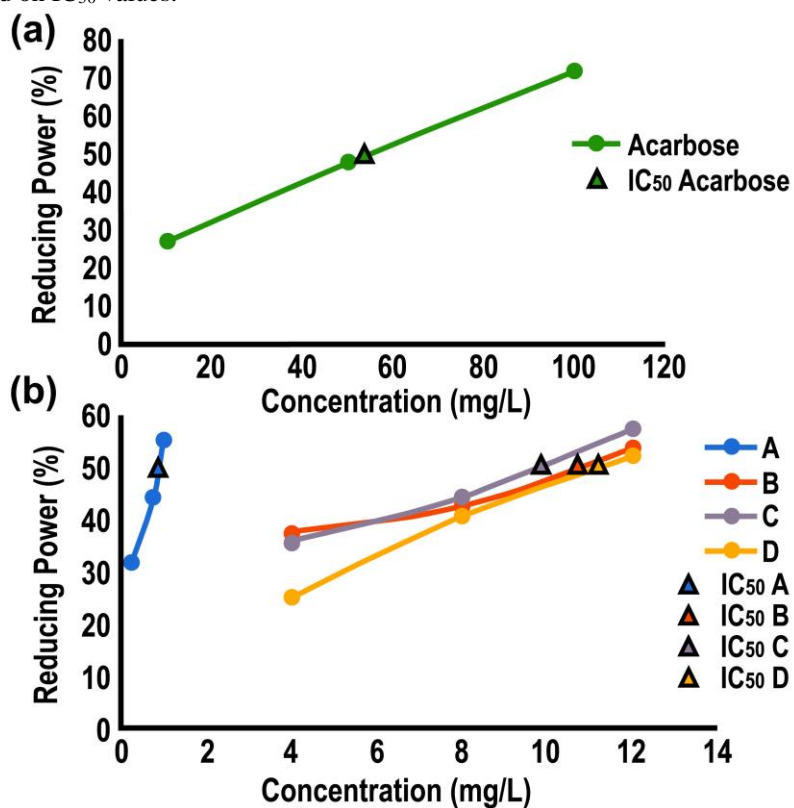 d on IC₅₀ values.
(a)
80
70
60
50
40
30
20
10
0
Reducing Power (%)
0 20 40 60 80 100 120
Concentration (mg/L)
Acarbose
IC₅₀ Acarbose
(b)
60
50
40
30
20
10
0
Reducing Power (%)
0 2 4 6 8 10 12 14
Concentration (mg/L)
A
B
C
D
IC₅₀ A
IC₅₀ B
IC₅₀ C
IC₅₀ D